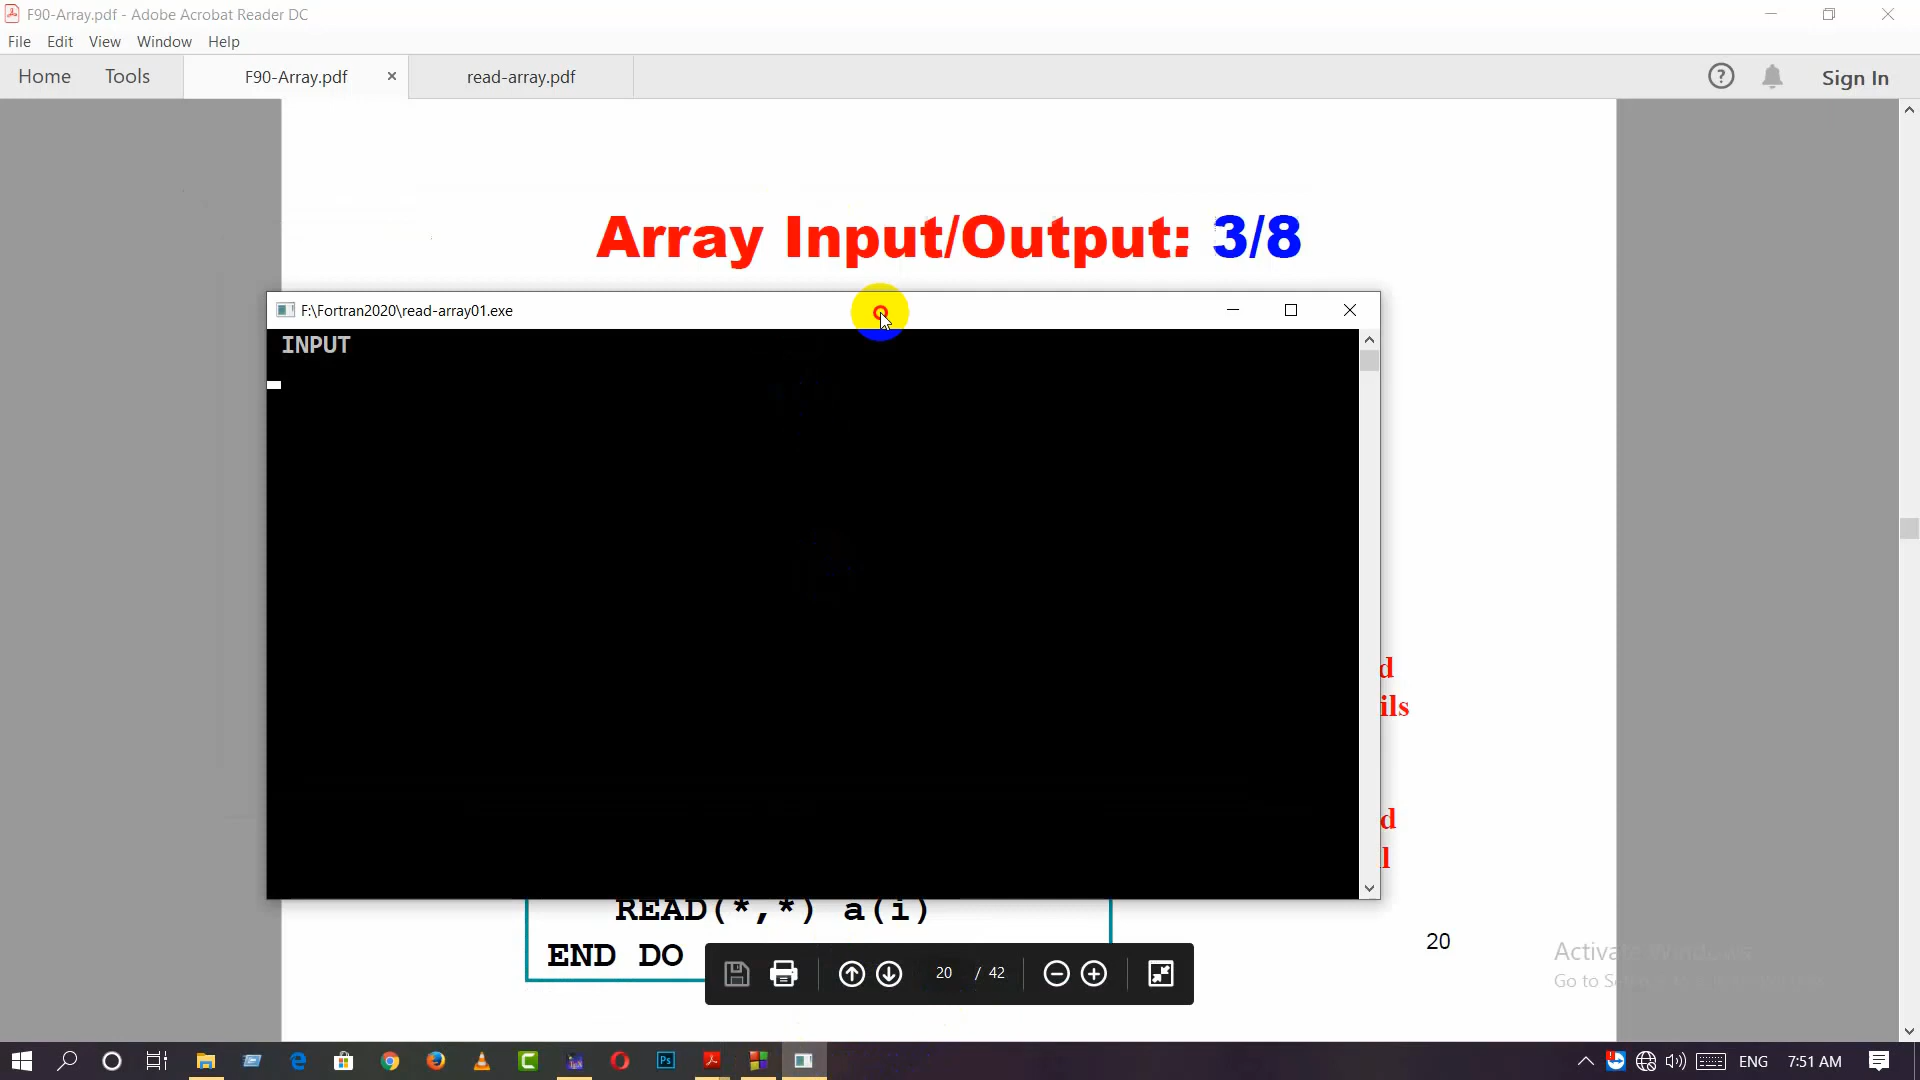 F90-Array.pdf - Adobe Acrobat Reader DC
File Edit View Window Help
Home Tools F90-Array.pdf read-array.pdf Sign In
Array Input/Output: 3/8
F:\Fortran2020\read-array01.exe
INPUT
d
ils
d
l
READ(*,*) a(i)
END DO
20
20 / 42
Go to
ENG 7:51 AM